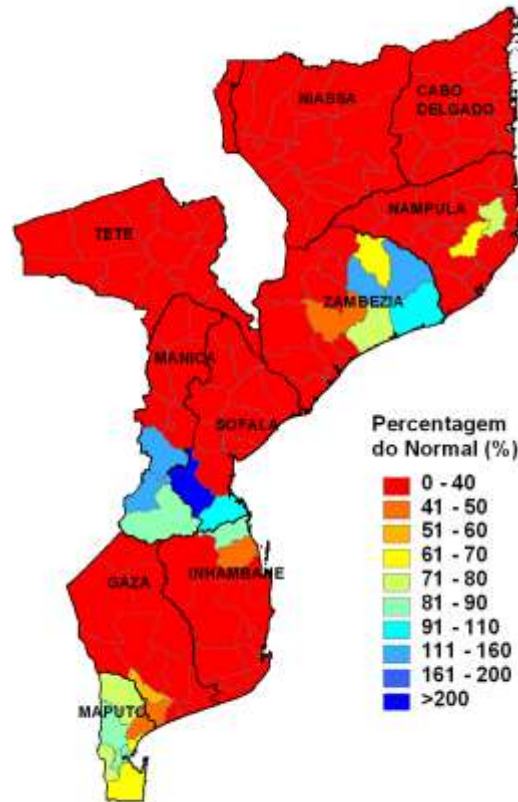 NIASSA
CABO
DELGADO
NAMPULA
TETE
ZAMBEZIA
MANICA
SOFALA
Percentagem
do Normal (%)
0 - 40
41 - 50
51 - 60
61 - 70
71 - 80
81 - 90
91 - 110
111 - 160
161 - 200
>200
GAZA
INHAMBANE
MAPUTO